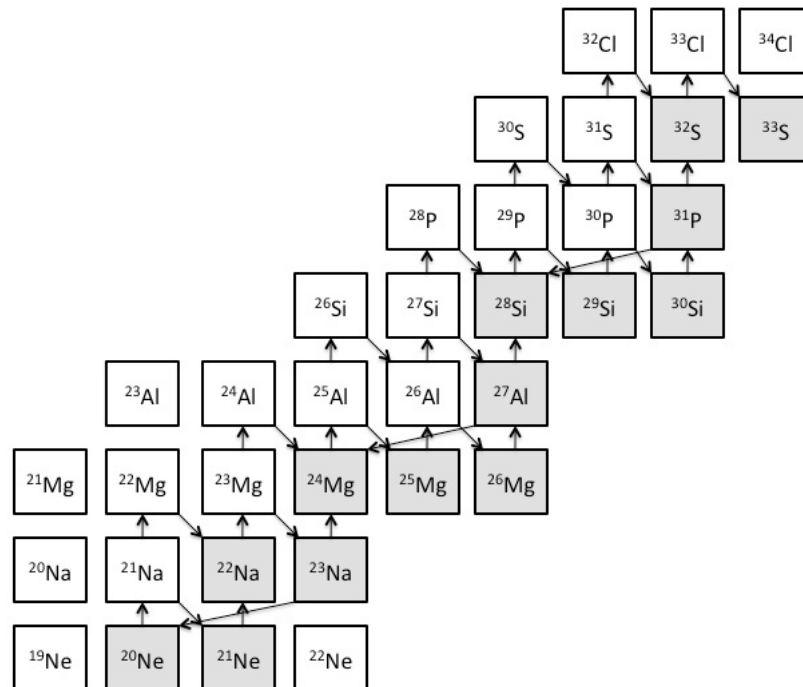 ³²Cl ³³Cl ³⁴Cl
³⁰S ³¹S ³²S ³³S
²⁸P ²⁹P ³⁰P ³¹P
²⁶Si ²⁷Si ²⁸Si ²⁹Si ³⁰Si
²³Al ²⁴Al ²⁵Al ²⁶Al ²⁷Al
²¹Mg ²²Mg ²³Mg ²⁴Mg ²⁵Mg ²⁶Mg
²⁰Na ²¹Na ²²Na ²³Na
¹⁹Ne ²⁰Ne ²¹Ne ²²Ne